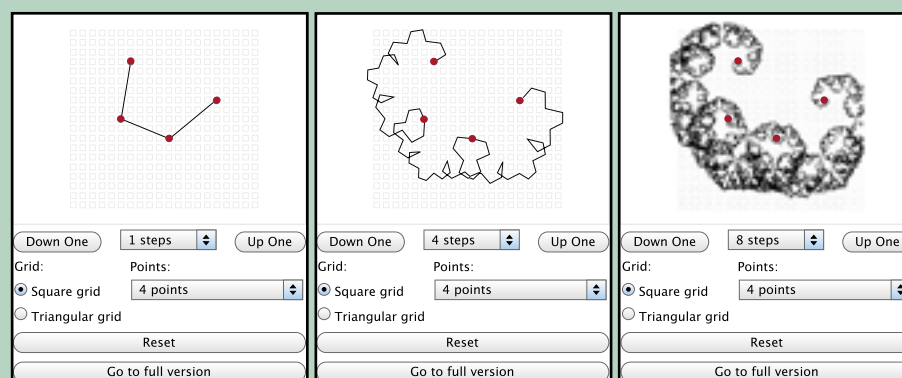 Down One 1 steps Up One
Grid: Points:
Square grid 4 points
Triangular grid
Reset
Go to full version
Down One 4 steps Up One
Grid: Points:
Square grid 4 points
Triangular grid
Reset
Go to full version
Down One 8 steps Up One
Grid: Points:
Square grid 4 points
Triangular grid
Reset
Go to full version